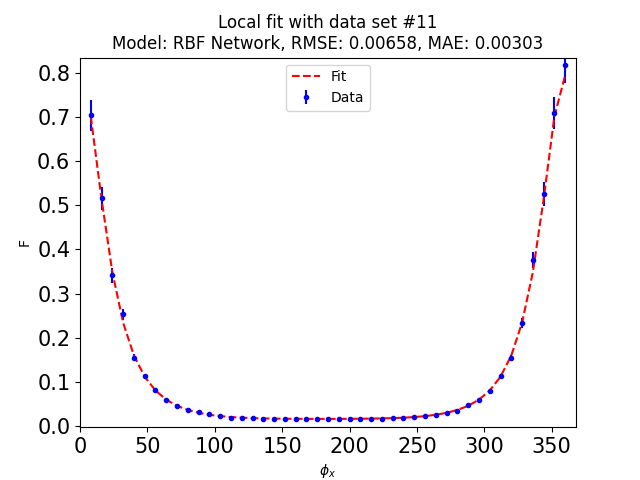 Local fit with data set #11
Model: RBF Network, RMSE: 0.00658, MAE: 0.00303
Fit
Data
F
0.8
0.7
0.6
0.5
0.4
0.3
0.2
0.1
0.0
0 50 100 150 200 250 300 350
ϕₓ